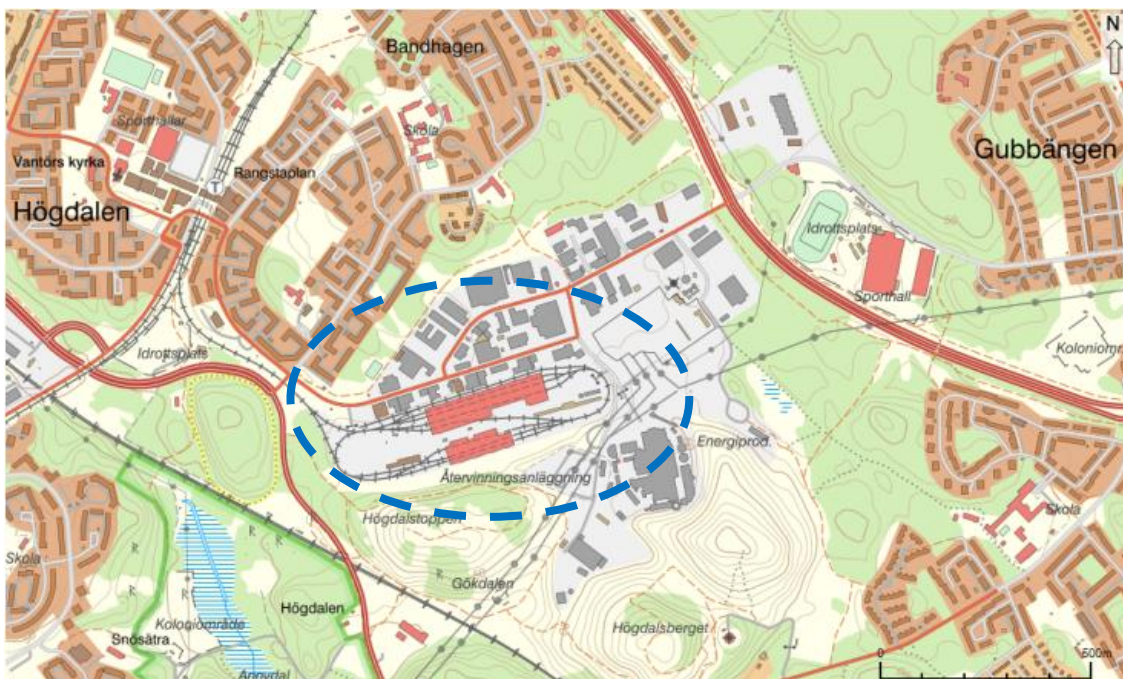 N
Bandhagen
Sporthallar
Skola
Vantörs kyrka
T
Rangstaplan
Gubbängen
Högdalen
Idrottsplats
Sporthall
Idrottsplats
Energiprod.
Återvinningsanläggning
Högdalstoppen
Skola
Skola
Gökdalen
Högdalen
Koloniområde
Högdalsberget
Snösätra
0
500m